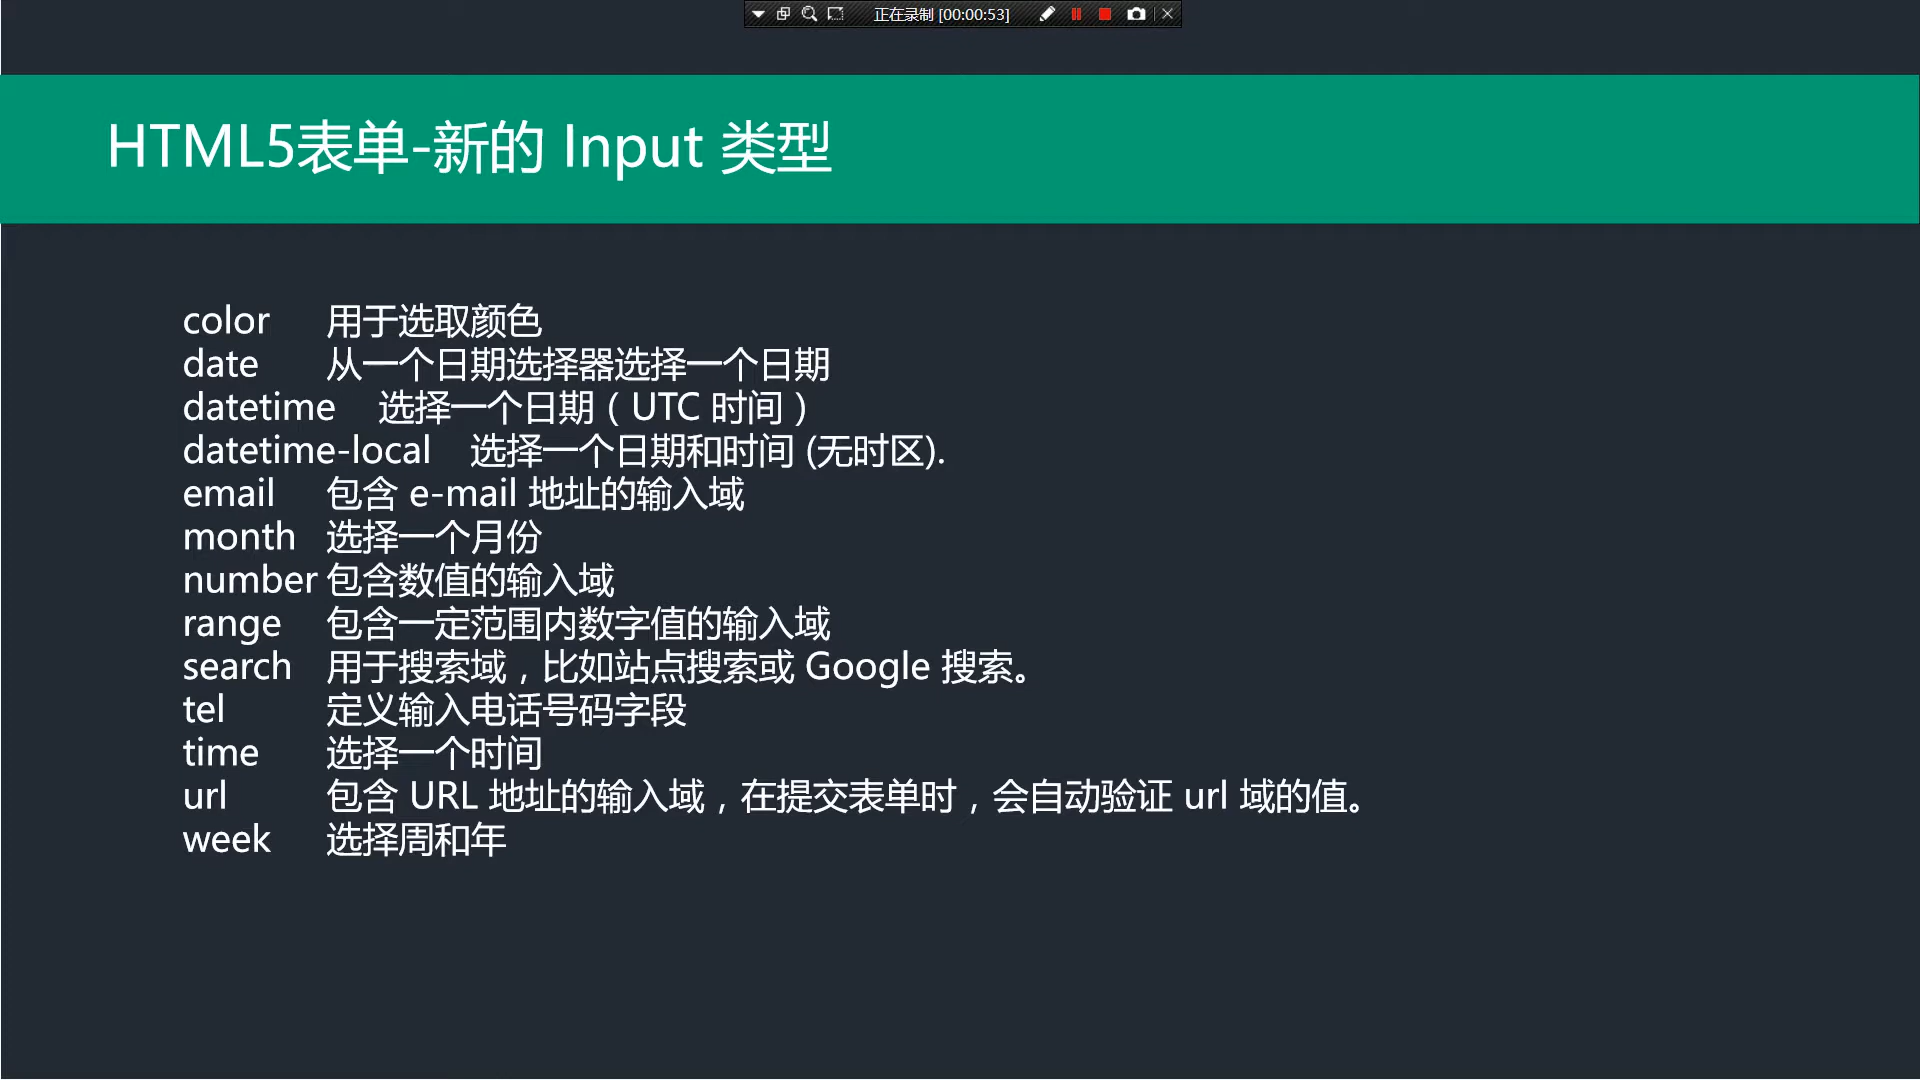 正在录制 [00:00:53]
HTML5表单-新的 Input 类型
color 用于选取颜色
date 从一个日期选择器选择一个日期
datetime 选择一个日期（UTC 时间）
datetime-local 选择一个日期和时间 (无时区).
email 包含 e-mail 地址的输入域
month 选择一个月份
number 包含数值的输入域
range 包含一定范围内数字值的输入域
search 用于搜索域，比如站点搜索或 Google 搜索。
tel 定义输入电话号码字段
time 选择一个时间
url 包含 URL 地址的输入域，在提交表单时，会自动验证 url 域的值。
week 选择周和年